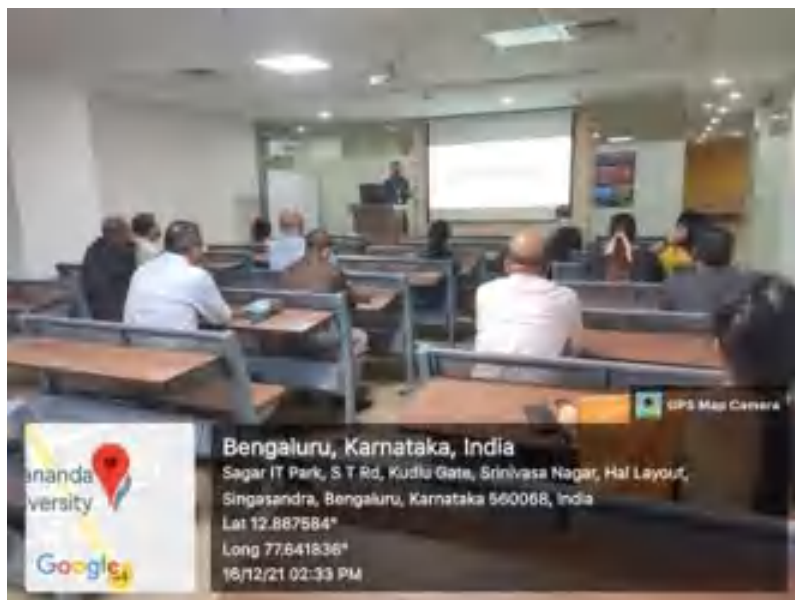 GPS Map Camera
ananda
versity
Google
Bengaluru, Karnataka, India
Sagar IT Park, S T Rd, Kudlu Gate, Srinivasa Nagar, Hal Layout,
Singasandra, Bengaluru, Karnataka 560068, India
Lat 12.887584°
Long 77.641836°
16/12/21 02:33 PM